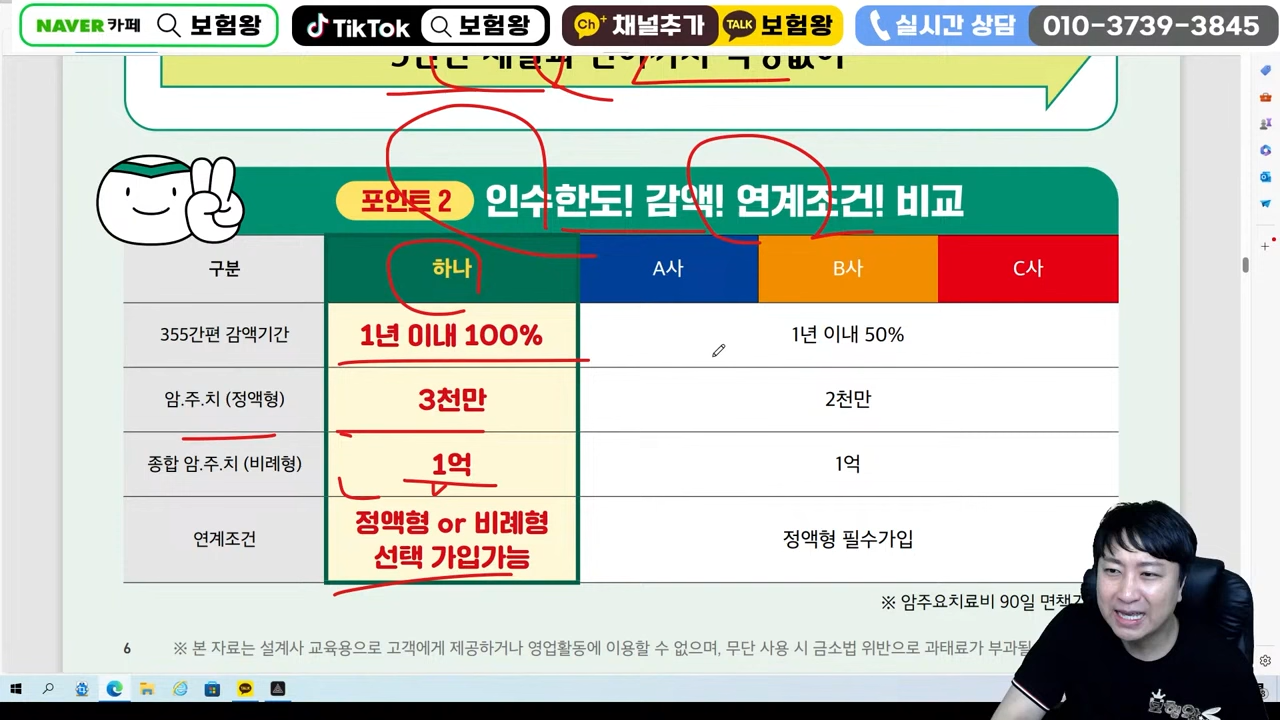 NAVER 카페 보험왕 TikTok 보험왕 Ch+ 채널추가 TALK 보험왕 실시간 상담 010-3739-3845
포인트 2 인수한도! 감액! 연계조건! 비교
구분 하나 A사 B사 C사
355간편 감액기간 1년 이내 100% 1년 이내 50%
암.주.치 (정액형) 3천만 2천만
종합 암.주.치 (비례형) 1억 1억
연계조건 정액형 or 비례형 정액형 필수가입
선택 가입가능
※ 암주요치료비 90일 면책
6 ※ 본 자료는 설계사 교육용으로 고객에게 제공하거나 영업활동에 이용할 수 없으며, 무단 사용 시 금소법 위반으로 과태료가 부과될